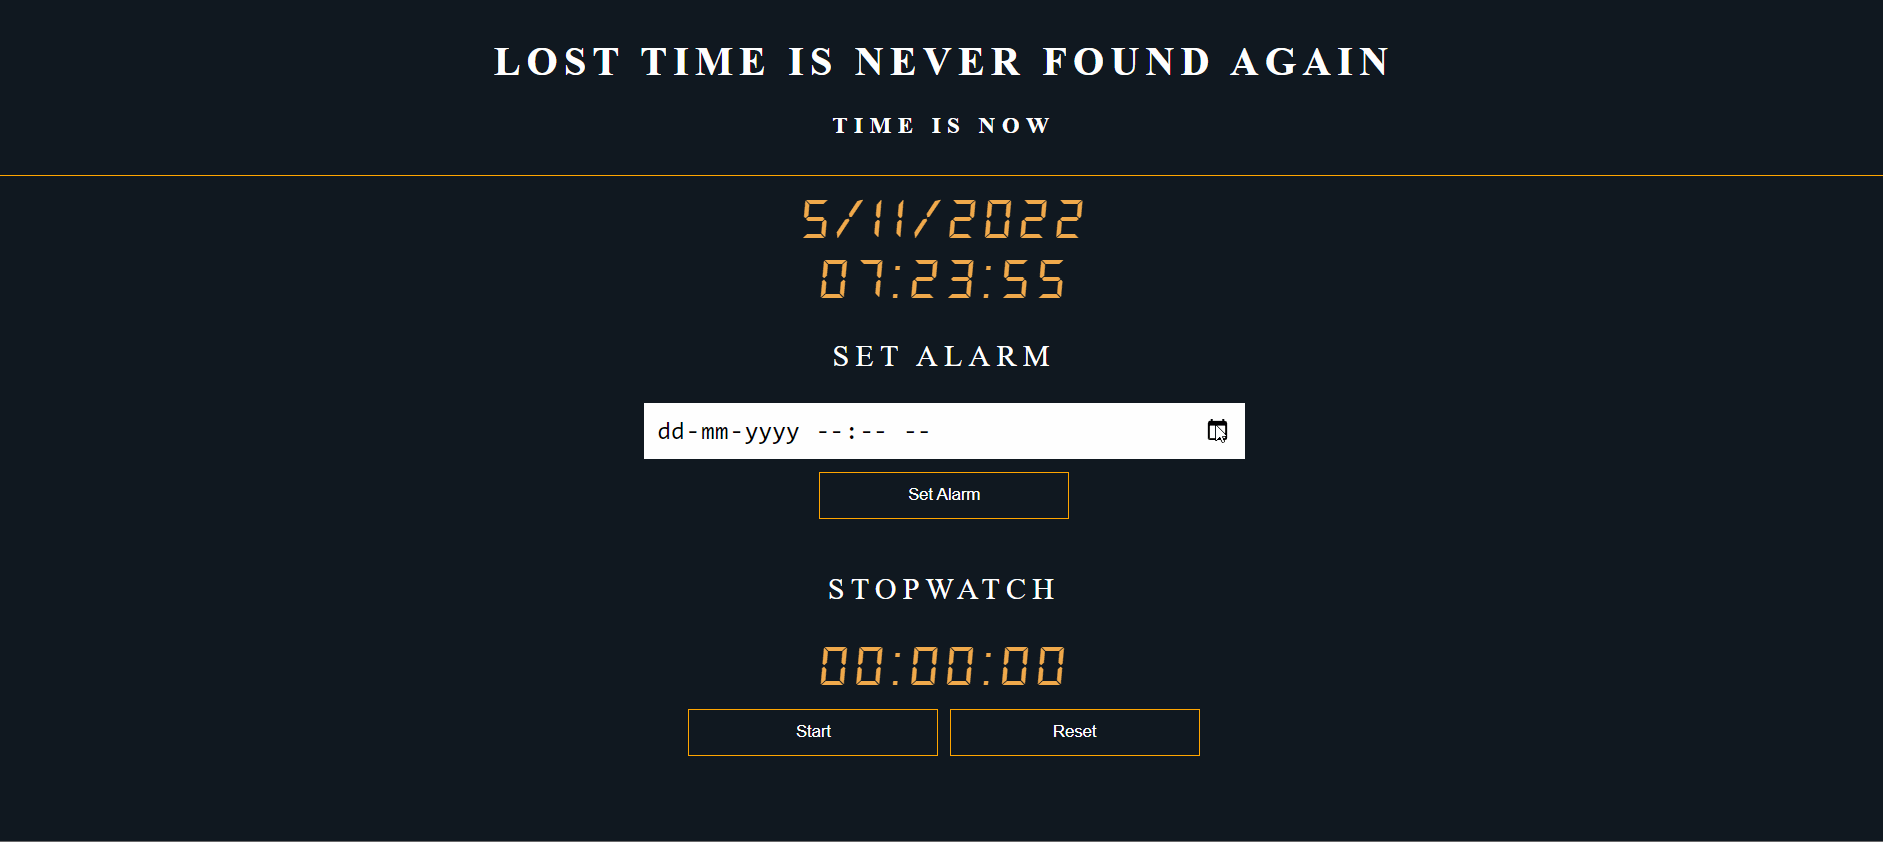 LOST TIME IS NEVER FOUND AGAIN
TIME IS NOW
5/11/2022
07:23:55
SET ALARM
dd-mm-yyyy --:-- --
Set Alarm
STOPWATCH
00:00:00
Start Reset